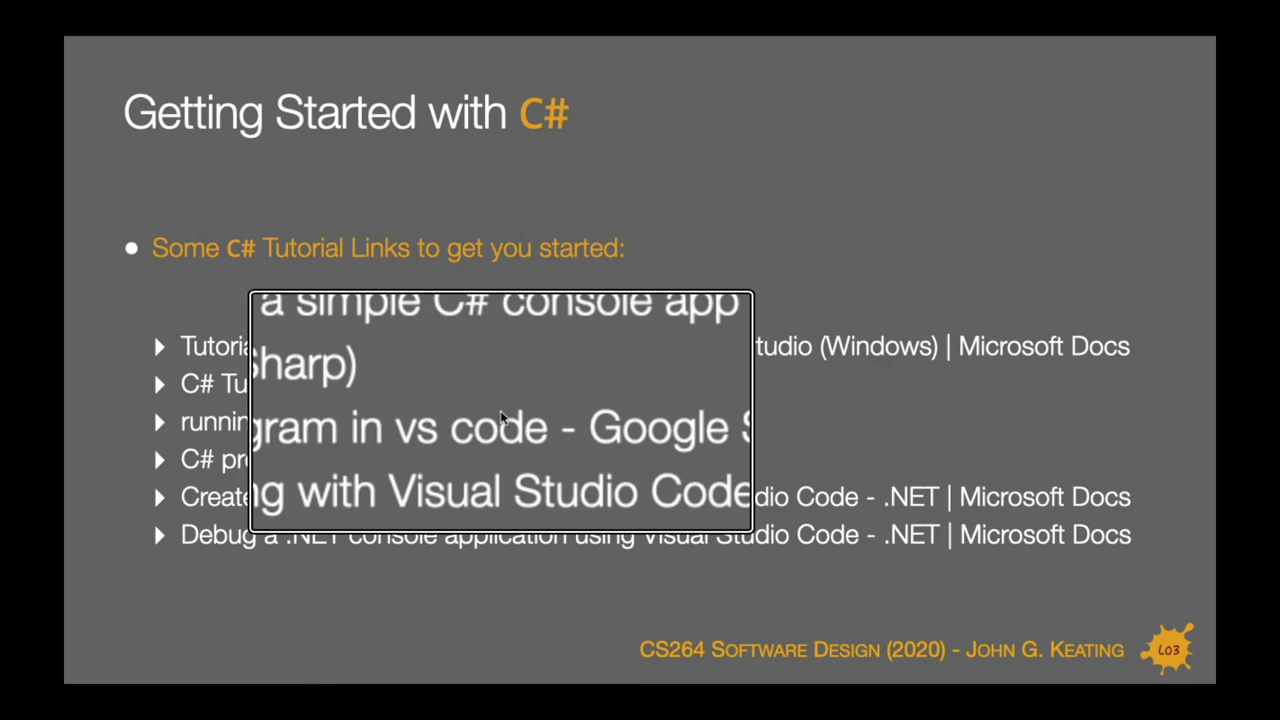 Getting Started with C#
Some C# Tutorial Links to get you started:
a simple C# console app
sharp)
gram in vs code - Google
ng with Visual Studio Code
Tutoria tudio (Windows) | Microsoft Docs
C# Tu
runnin
C# pr
Create dio Code - .NET | Microsoft Docs
Debug a .NET console application using Visual Studio Code - .NET | Microsoft Docs
CS264 SOFTWARE DESIGN (2020) - JOHN G. KEATING
L03